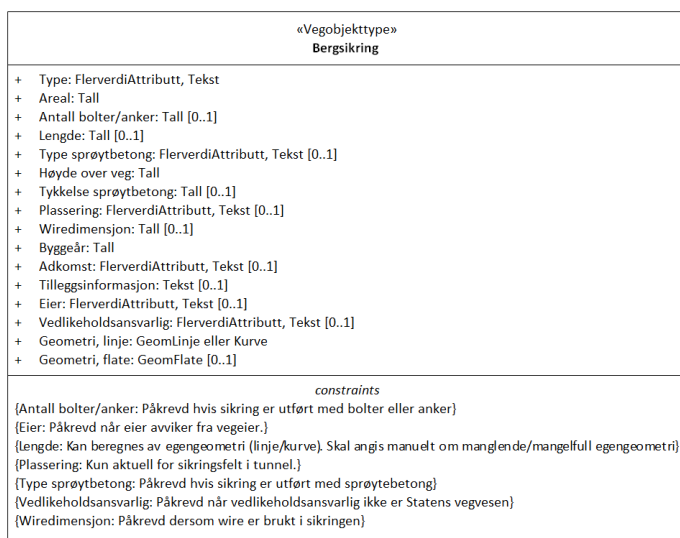 «Vegobjekttype»
Bergsikring
+ Type: FlerverdiAttributt, Tekst
+ Areal: Tall
+ Antall bolter/anker: Tall [0..1]
+ Lengde: Tall [0..1]
+ Type sprøytbetong: FlerverdiAttributt, Tekst [0..1]
+ Høyde over veg: Tall
+ Tykkelse sprøytbetong: Tall [0..1]
+ Plassering: FlerverdiAttributt, Tekst [0..1]
+ Wiredimensjon: Tall [0..1]
+ Byggeår: Tall
+ Adkomst: FlerverdiAttributt, Tekst [0..1]
+ Tilleggsinformasjon: Tekst [0..1]
+ Eier: FlerverdiAttributt, Tekst [0..1]
+ Vedlikeholdsansvarlig: FlerverdiAttributt, Tekst [0..1]
+ Geometri, linje: GeomLinje eller Kurve
+ Geometri, flate: GeomFlate [0..1]
constraints
{Antall bolter/anker: Påkrevd hvis sikring er utført med bolter eller anker}
{Eier: Påkrevd når eier avviker fra vegeier.}
{Lengde: Kan beregnes av egengeometri (linje/kurve). Skal angis manuelt om manglende/mangelfull egengeometri}
{Plassering: Kun aktuell for sikringsfelt i tunnel.}
{Type sprøytbetong: Påkrevd hvis sikring er utført med sprøytebetong}
{Vedlikeholdsansvarlig: Påkrevd når vedlikeholdsansvarlig ikke er Statens vegvesen}
{Wiredimensjon: Påkrevd dersom wire er brukt i sikringen}